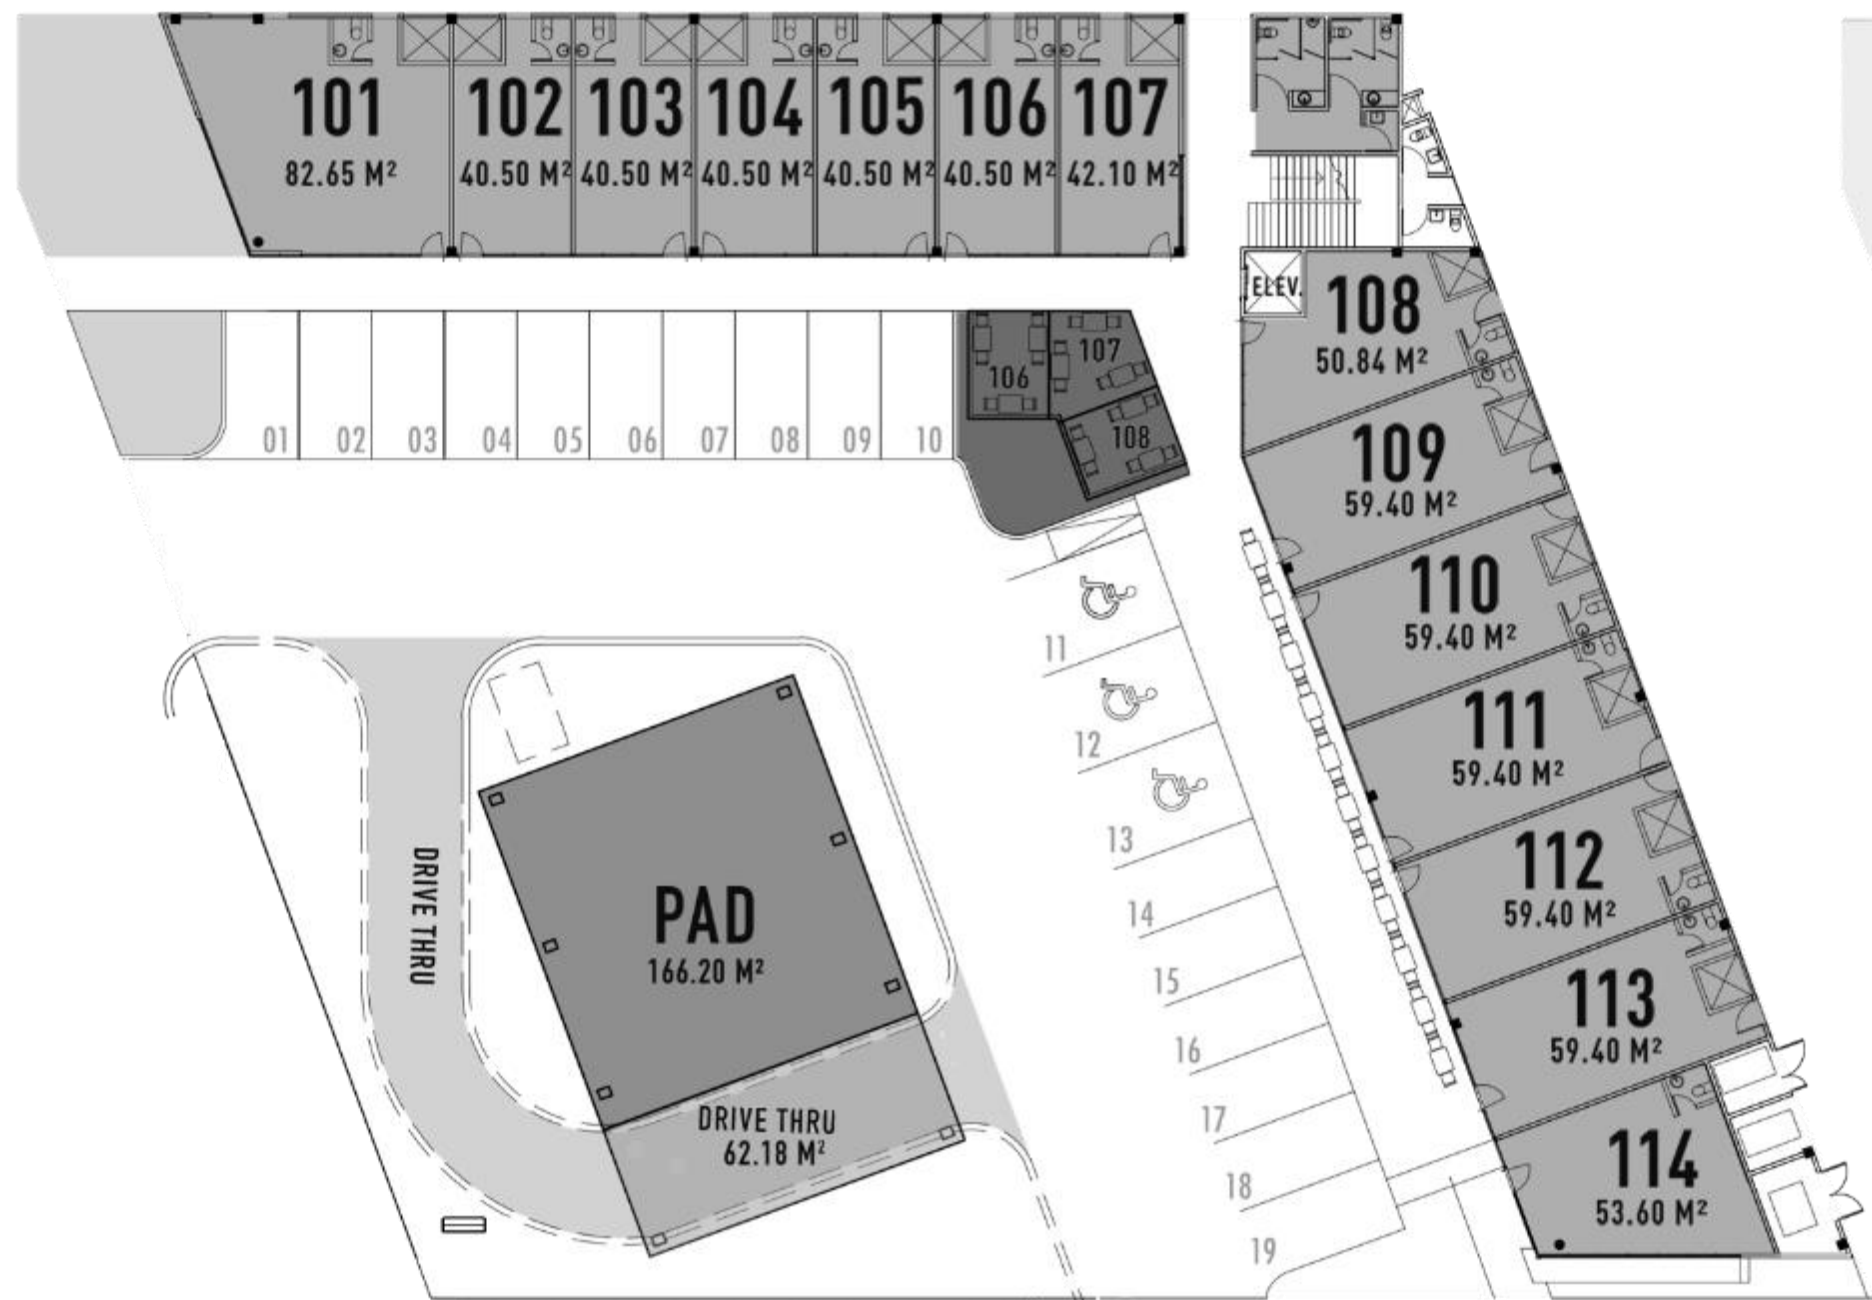 101 102 103 104 105 106 107
82.65 M² 40.50 M² 40.50 M² 40.50 M² 40.50 M² 40.50 M² 42.10 M²
ELEV.
108
50.84 M²
106
107
108
01 02 03 04 05 06 07 08 09 10
109
59.40 M²
110
59.40 M²
11
111
59.40 M²
12
13
112
59.40 M²
DRIVE THRU
PAD
166.20 M²
14
15
113
59.40 M²
16
DRIVE THRU
62.18 M²
17
114
53.60 M²
18
19